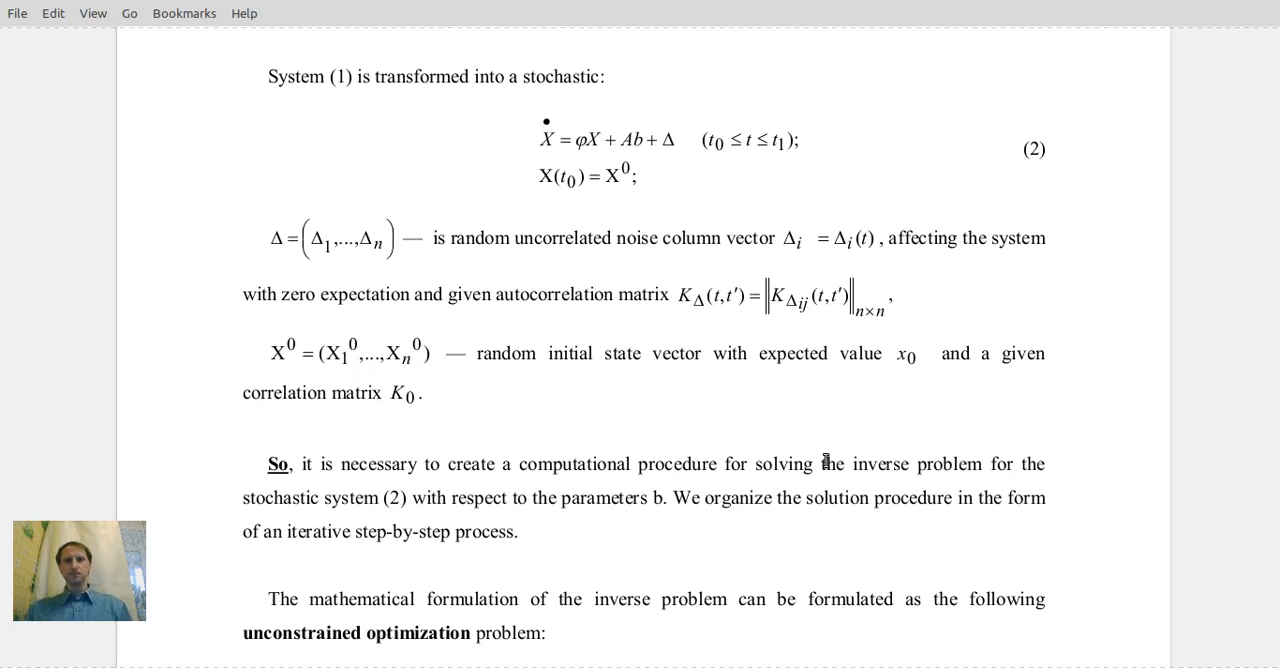 File Edit View Go Bookmarks Help
System (1) is transformed into a stochastic:
Ẋ = φX + Ab + Δ (t₀ ≤ t ≤ t₁);
(2)
X(t₀) = X⁰;
Δ = (Δ₁,...,Δₙ) — is random uncorrelated noise column vector Δᵢ = Δᵢ(t), affecting the system
with zero expectation and given autocorrelation matrix K_Δ(t,t′) = ‖K_Δij(t,t′)‖ₙ×ₙ,
X⁰ = (X₁⁰,...,Xₙ⁰) — random initial state vector with expected value x₀ and a given
correlation matrix K₀.
So, it is necessary to create a computational procedure for solving the inverse problem for the
stochastic system (2) with respect to the parameters b. We organize the solution procedure in the form
of an iterative step-by-step process.
The mathematical formulation of the inverse problem can be formulated as the following
unconstrained optimization problem: